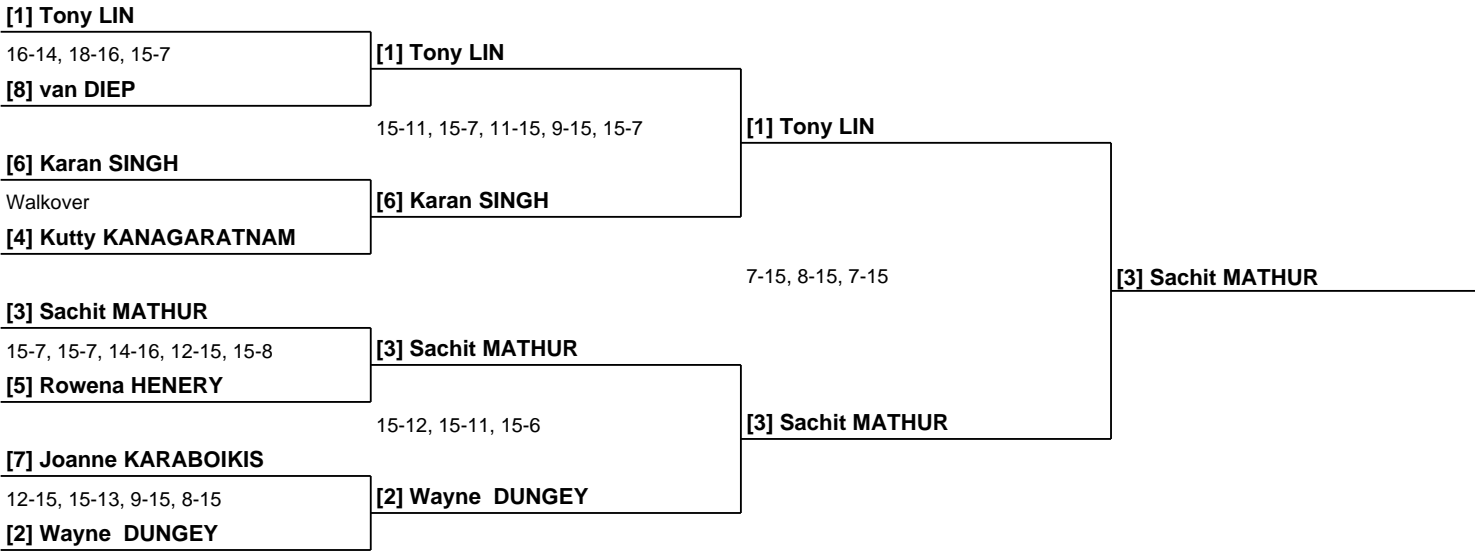 [1] Tony LIN
16-14, 18-16, 15-7
[8] van DIEP
[6] Karan SINGH
Walkover
[4] Kutty KANAGARATNAM
[3] Sachit MATHUR
15-7, 15-7, 14-16, 12-15, 15-8
[5] Rowena HENERY
[7] Joanne KARABOIKIS
12-15, 15-13, 9-15, 8-15
[2] Wayne  DUNGEY
[1] Tony LIN
15-11, 15-7, 11-15, 9-15, 15-7
[6] Karan SINGH
[3] Sachit MATHUR
15-12, 15-11, 15-6
[2] Wayne  DUNGEY
[1] Tony LIN
7-15, 8-15, 7-15
[3] Sachit MATHUR
[3] Sachit MATHUR